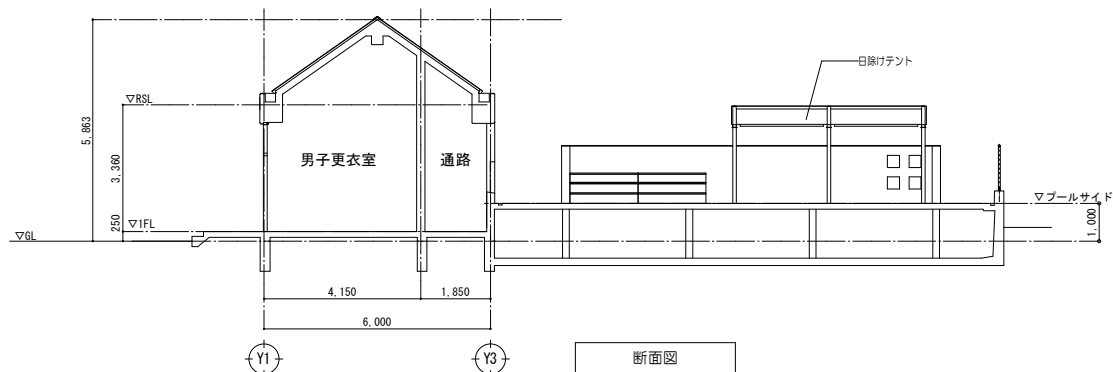 日除けテント
▽RSL
5,863
3,360
男子更衣室
通路
▽プールサイド
1,000
250
▽1FL
▽GL
4,150
1,850
6,000
Y1
Y3
断面図